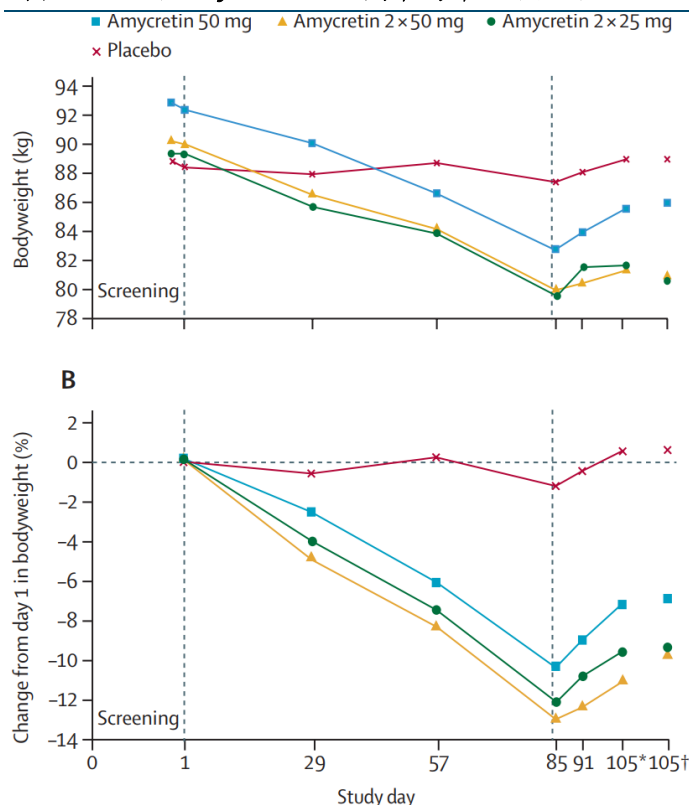 Amycretin 50 mg Amycretin 2×50 mg Amycretin 2×25 mg
× Placebo
Bodyweight (kg)
94
92
90
88
86
84
82
80
78
Screening
B
Change from day 1 in bodyweight (%)
2
0
−2
−4
−6
−8
−10
−12
−14
Screening
0 1 29 57 85 91 105* 105†
Study day